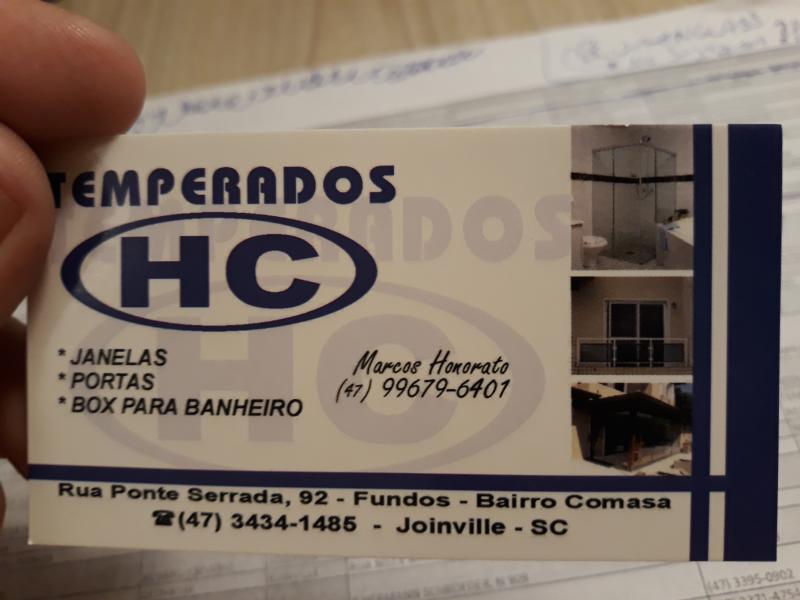 TEMPERADOS
HC
* JANELAS
* PORTAS
* BOX PARA BANHEIRO
Marcos Honorato
(47) 99679-6401
Rua Ponte Serrada, 92 - Fundos - Bairro Comasa
☎(47) 3434-1485 - Joinville - SC
(47) 3395-0902